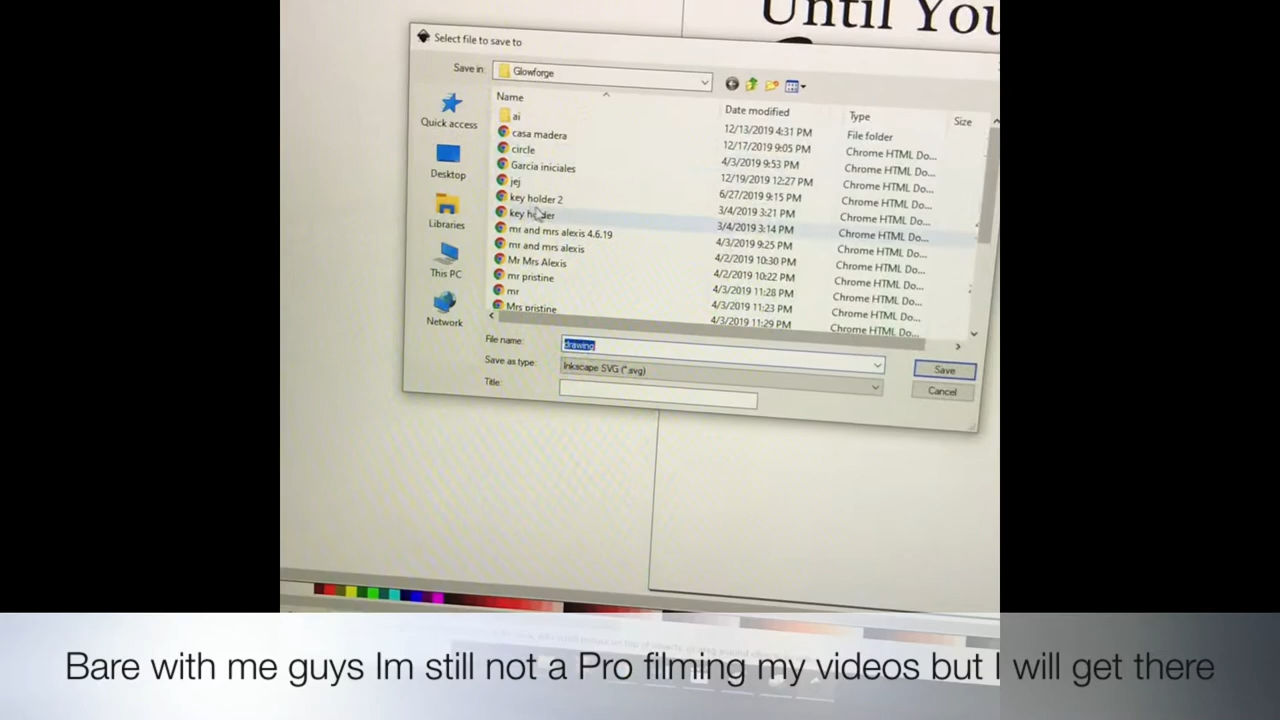 Until You
Select file to save to
Save in: Glowforge
Name Date modified Type Size
ai 12/13/2019 4:31 PM File folder
casa madera 12/17/2019 9:05 PM Chrome HTML Do...
circle 4/3/2019 9:53 PM Chrome HTML Do...
Garcia iniciales 12/19/2019 12:27 PM Chrome HTML Do...
jej 6/27/2019 9:15 PM Chrome HTML Do...
key holder 2 3/4/2019 3:21 PM Chrome HTML Do...
key holder 3/4/2019 3:14 PM Chrome HTML Do...
mr and mrs alexis 4.6.19 4/3/2019 9:25 PM Chrome HTML Do...
mr and mrs alexis 4/2/2019 10:30 PM Chrome HTML Do...
Mr Mrs Alexis 4/2/2019 10:22 PM Chrome HTML Do...
mr pristine 4/3/2019 11:28 PM Chrome HTML Do...
mr 4/3/2019 11:23 PM Chrome HTML Do...
Mrs pristine 4/3/2019 11:29 PM Chrome HTML Do...
Quick access
Desktop
Libraries
This PC
Network
File name: drawing
Save as type: Inkscape SVG (*.svg)
Title:
Save
Cancel
Bare with me guys Im still not a Pro filming my videos but I will get there